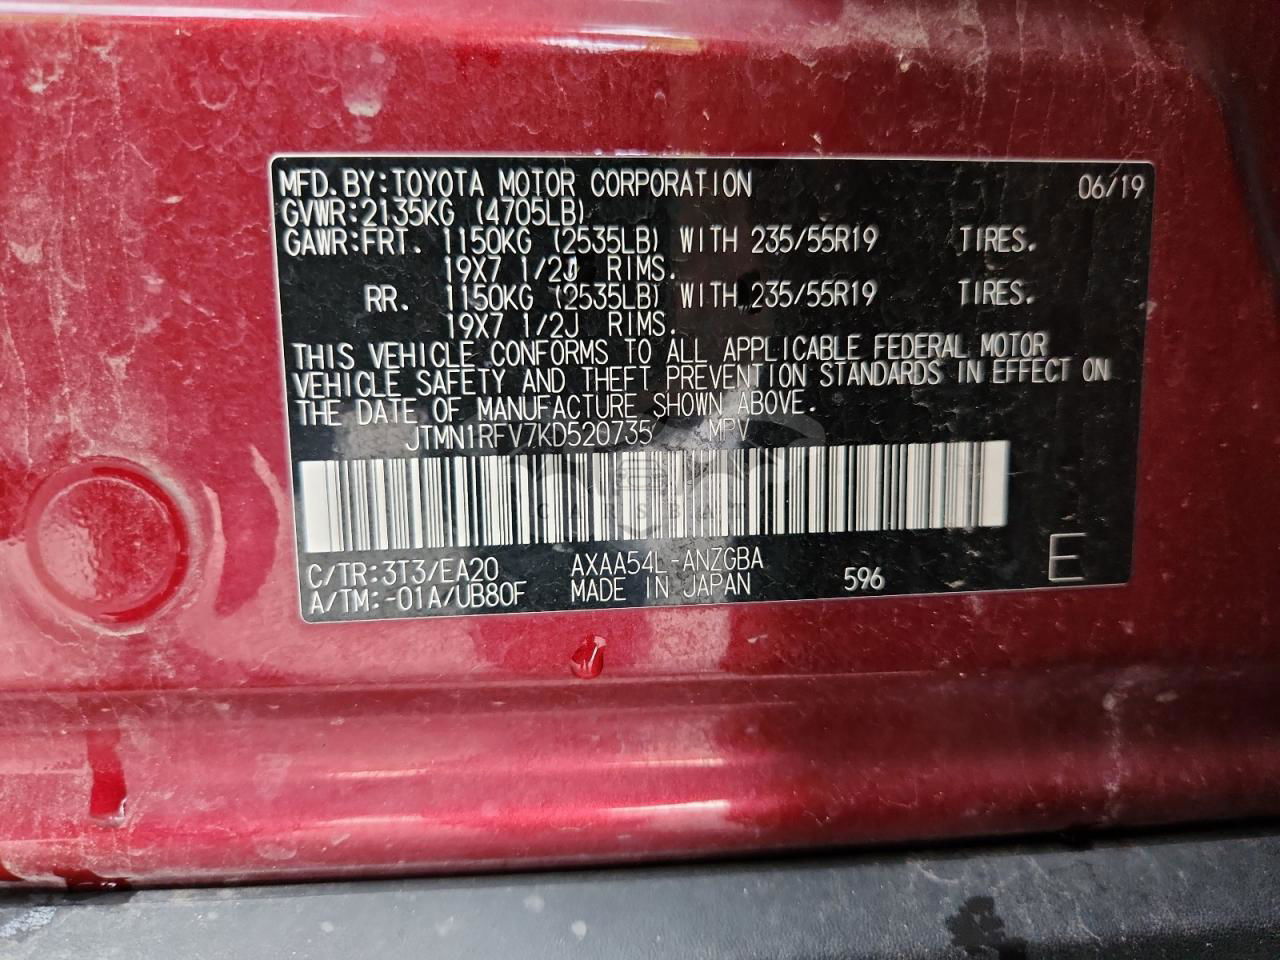 MFD.BY:TOYOTA MOTOR CORPORATION 06/19
GVWR:2135KG (4705LB)
GAWR:FRT. 1150KG (2535LB) WITH 235/55R19 TIRES.
19X7 1/2J RIMS.
RR. 1150KG (2535LB) WITH 235/55R19 TIRES.
19X7 1/2J RIMS.
THIS VEHICLE CONFORMS TO ALL APPLICABLE FEDERAL MOTOR
VEHICLE SAFETY AND THEFT PREVENTION STANDARDS IN EFFECT ON
THE DATE OF MANUFACTURE SHOWN ABOVE.
JTMN1RFV7KD520735 MPV
C/TR:3T3/EA20 AXAA54L-ANZGBA
A/TM:-01A/UB80F MADE IN JAPAN 596 E